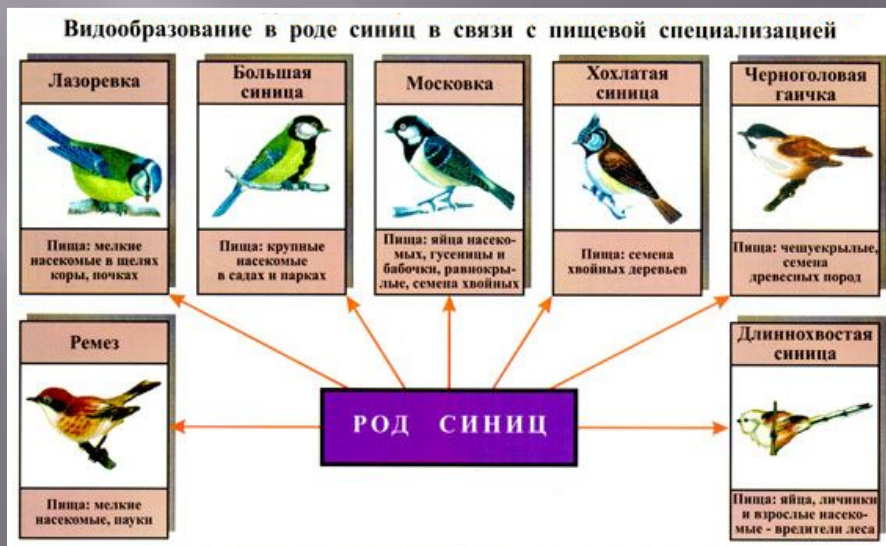 Видообразование в роде синиц в связи с пищевой специализацией
Лазоревка
Пища: мелкие
насекомые в щелях
коры, почках
Большая
синица
Пища: крупные
насекомые
в садах и парках
Московка
Пища: яйца насеко-
мых, гусеницы и
бабочки, равнокры-
лые, семена хвойных
Хохлатая
синица
Пища: семена
хвойных деревьев
Черноголовая
гаичка
Пища: чешуекрылые,
семена
древесных пород
Ремез
Пища: мелкие
насекомые, пауки
РОД СИНИЦ
Длиннохвостая
синица
Пища: яйца, личинки
и взрослые насеко-
мые - вредители леса